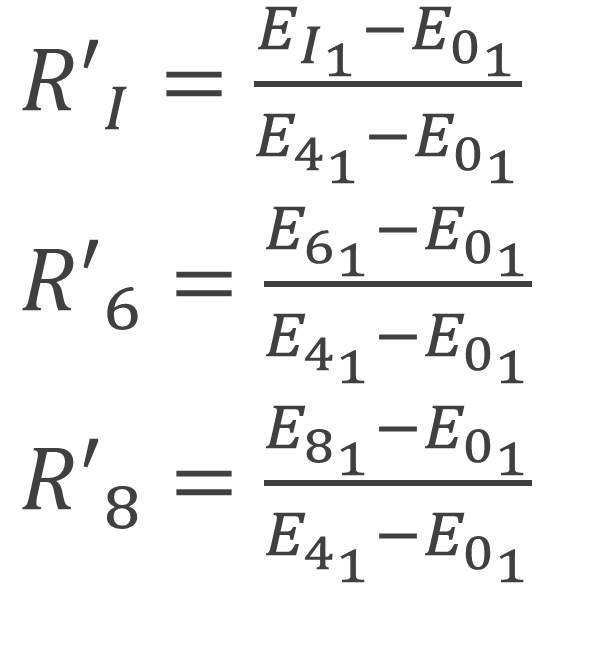 R'_I = (E_{I_1} − E_{0_1}) / (E_{4_1} − E_{0_1})
R'_6 = (E_{6_1} − E_{0_1}) / (E_{4_1} − E_{0_1})
R'_8 = (E_{8_1} − E_{0_1}) / (E_{4_1} − E_{0_1})